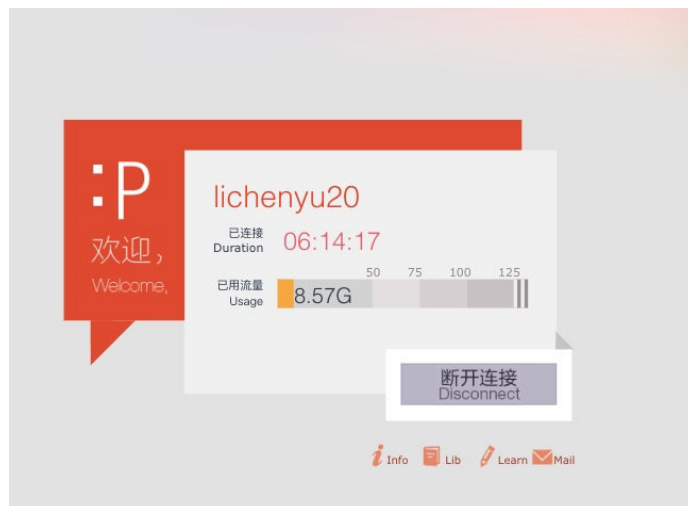 :P
欢迎，
Welcome,
lichenyu20
已连接
Duration
06:14:17
已用流量
Usage
50 75 100 125
8.57G
断开连接
Disconnect
Info Lib Learn Mail